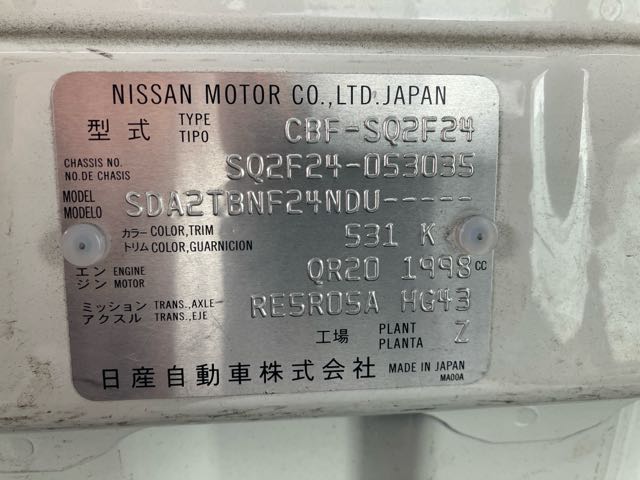 NISSAN MOTOR CO.,LTD.JAPAN
型式 TYPE TIPO CBF-SQ2F24
CHASSIS NO. NO.DE CHASIS SQ2F24-053035
MODEL MODELO SDA2TBNF24NDU-----
カラー COLOR,TRIM トリム COLOR,GUARNICION 531 K
エンジン ENGINE MOTOR QR20 1998 CC
ミッション TRANS.,AXLE アクスル TRANS.,EJE RE5R05A HG43
工場 PLANT PLANTA Z
日産自動車株式会社 MADE IN JAPAN
MA00A